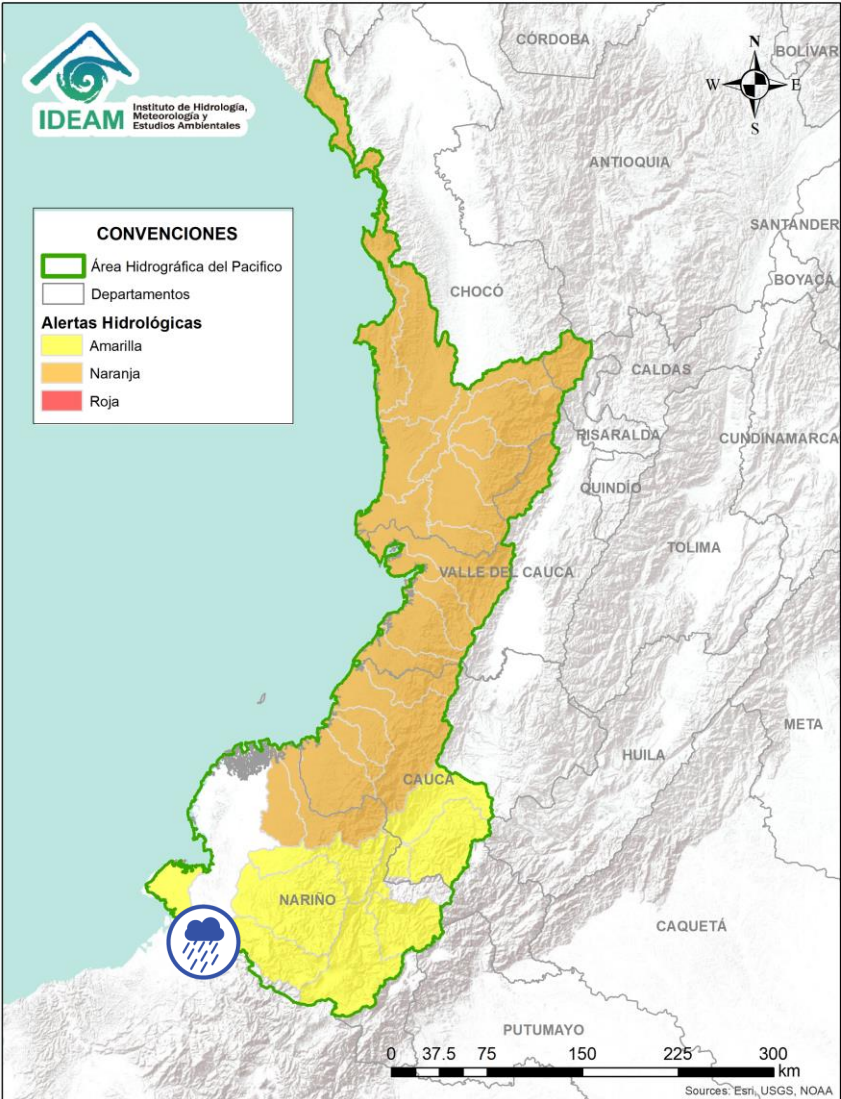 IDEAM
Instituto de Hidrología,
Meteorología y
Estudios Ambientales
N
W
E
S
CONVENCIONES
Área Hidrográfica del Pacifico
Departamentos
Alertas Hidrológicas
Amarilla
Naranja
Roja
CÓRDOBA
BOLÍVAR
ANTIOQUIA
SANTANDER
BOYACÁ
CHOCÓ
CALDAS
RISARALDA
CUNDINAMARCA
QUINDÍO
TOLIMA
VALLE DEL CAUCA
META
HUILA
CAUCA
NARIÑO
CAQUETÁ
PUTUMAYO
0 37.5 75 150 225 300
km
Sources: Esri, USGS, NOAA